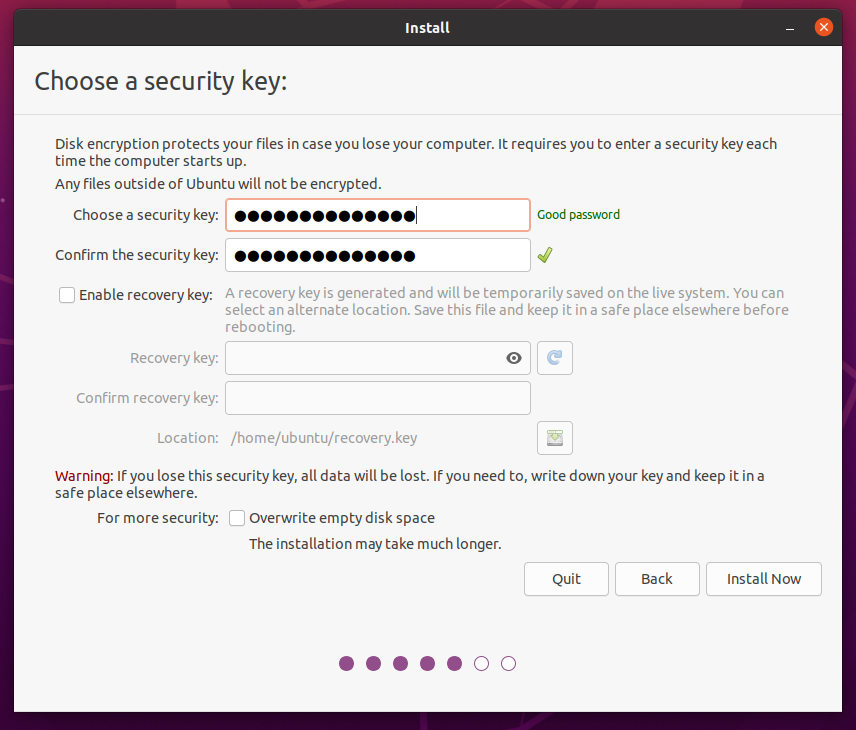 Install
Choose a security key:
Disk encryption protects your files in case you lose your computer. It requires you to enter a security key each
time the computer starts up.
Any files outside of Ubuntu will not be encrypted.
Choose a security key: ●●●●●●●●●●●●●● Good password
Confirm the security key: ●●●●●●●●●●●●●●
Enable recovery key: A recovery key is generated and will be temporarily saved on the live system. You can
select an alternate location. Save this file and keep it in a safe place elsewhere before
rebooting.
Recovery key:
Confirm recovery key:
Location: /home/ubuntu/recovery.key
Warning: If you lose this security key, all data will be lost. If you need to, write down your key and keep it in a
safe place elsewhere.
For more security: Overwrite empty disk space
The installation may take much longer.
Quit Back Install Now